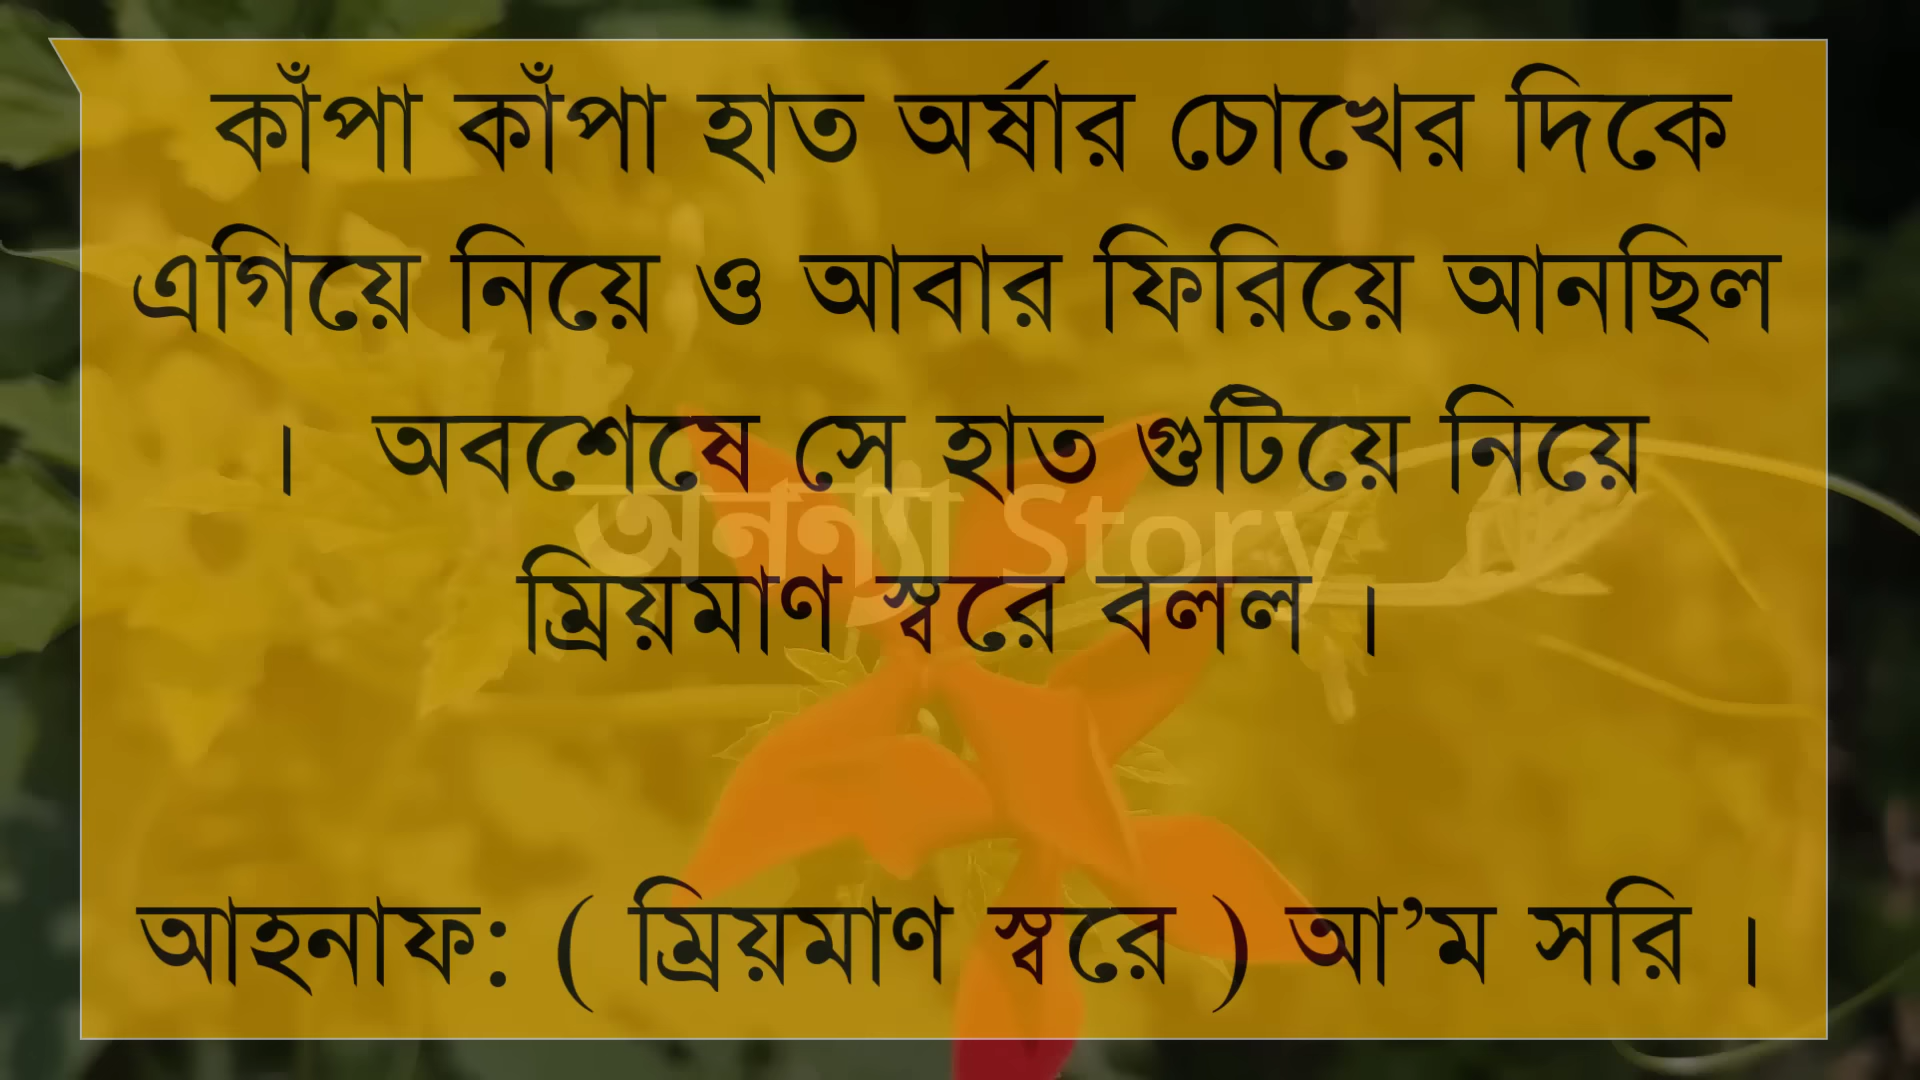 কাঁপা কাঁপা হাত অর্ষার চোখের দিকে
এগিয়ে নিয়ে ও আবার ফিরিয়ে আনছিল
। অবশেষে সে হাত গুটিয়ে নিয়ে
অনন্যা Story
ম্রিয়মাণ স্বরে বলল ।
আহনাফ: ( ম্রিয়মাণ স্বরে ) আ’ম সরি ।